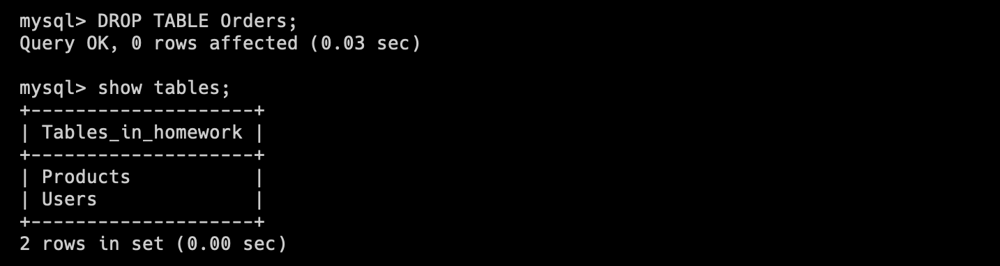 mysql> DROP TABLE Orders;
Query OK, 0 rows affected (0.03 sec)
mysql> show tables;
+--------------------+
| Tables_in_homework |
+--------------------+
| Products           |
| Users              |
+--------------------+
2 rows in set (0.00 sec)